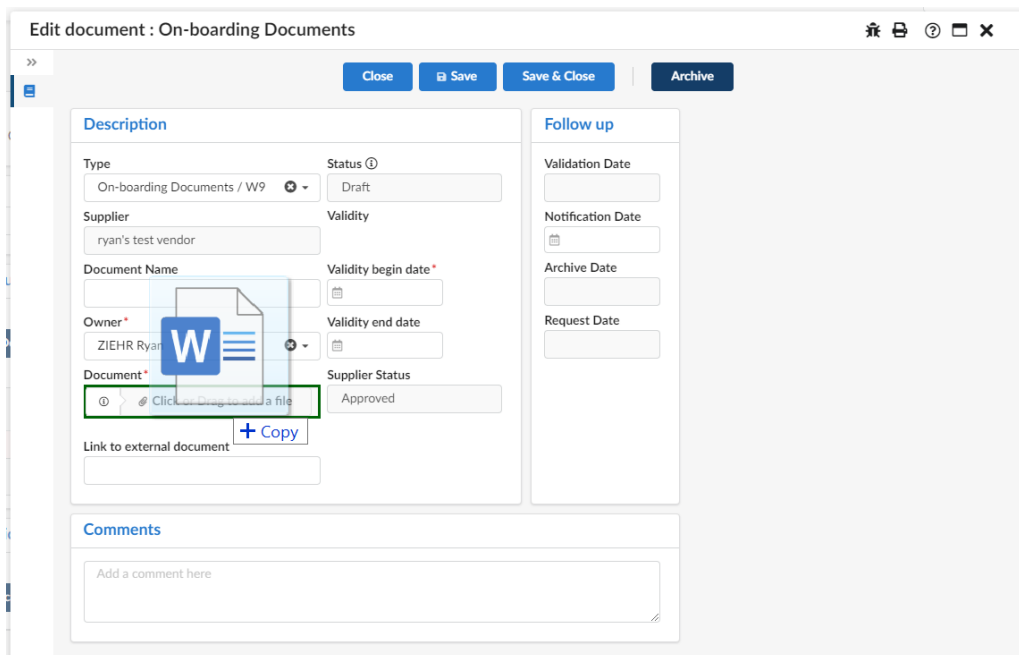 Edit document : On-boarding Documents
Close
Save
Save & Close
Archive
Description
Type
On-boarding Documents / W9
Status
Draft
Supplier
ryan's test vendor
Validity
Document Name
Validity begin date*
Owner*
ZIEHR Ryan
Validity end date
Document*
Click or Drag to add a file
Supplier Status
Approved
W
+ Copy
Link to external document
Follow up
Validation Date
Notification Date
Archive Date
Request Date
Comments
Add a comment here